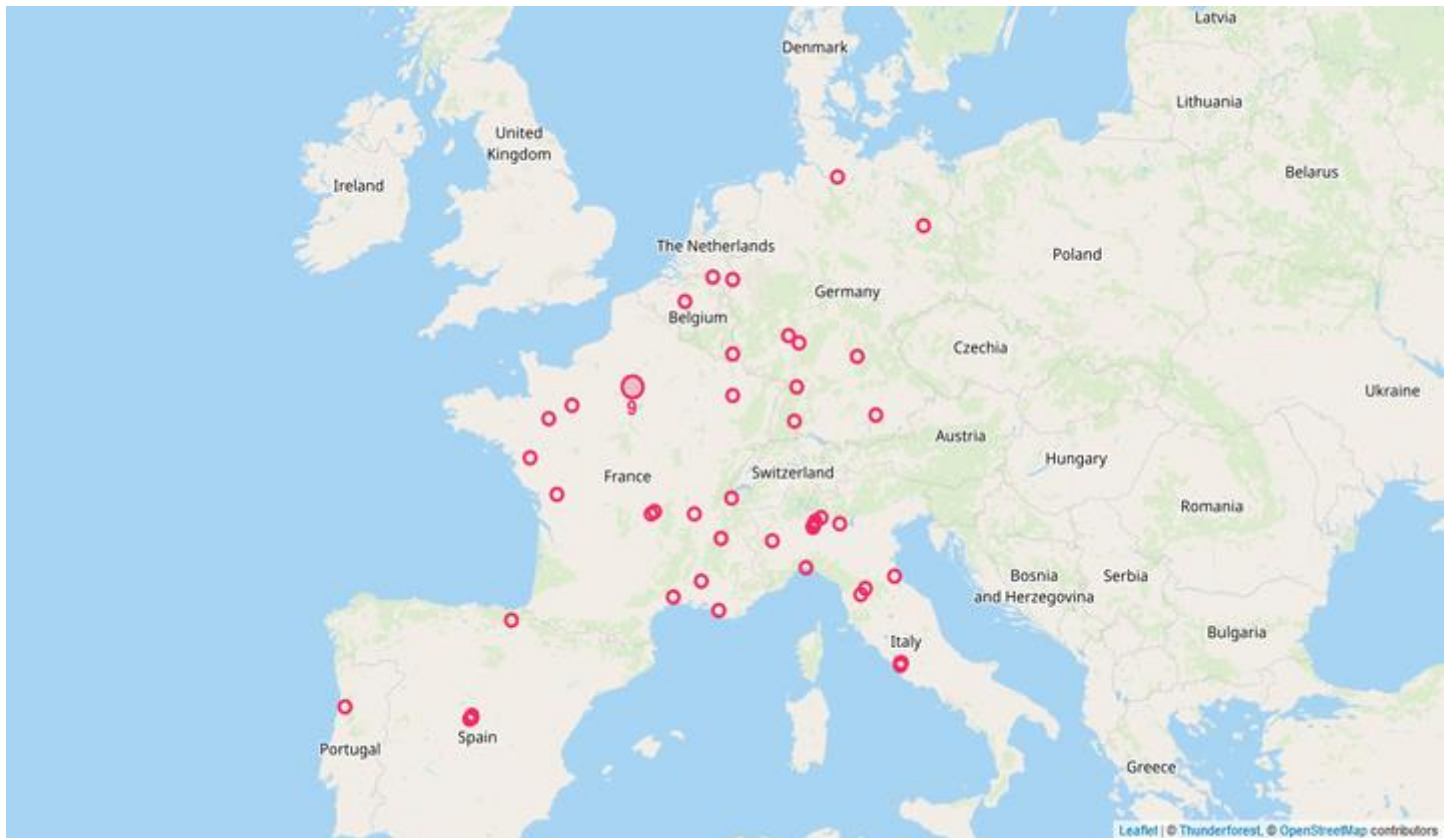 Latvia
Denmark
Lithuania
United
Kingdom
Belarus
Ireland
The Netherlands
Poland
Germany
Belgium
Czechia
Ukraine
9
Austria
Hungary
Switzerland
France
Romania
Bosnia
and Herzegovina
Serbia
Bulgaria
Italy
Spain
Portugal
Greece
Leaflet | © Thunderforest, © OpenStreetMap contributors